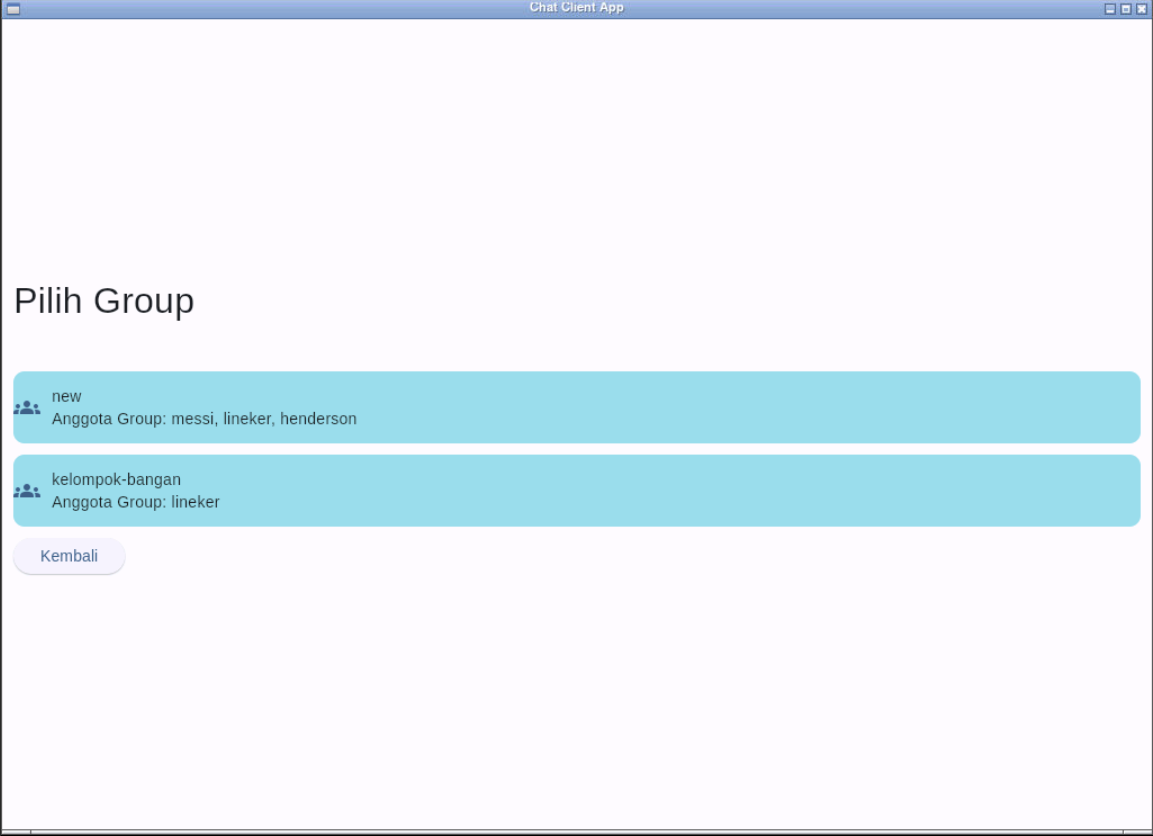 Chat Client App
Pilih Group
new
Anggota Group: messi, lineker, henderson
kelompok-bangan
Anggota Group: lineker
Kembali